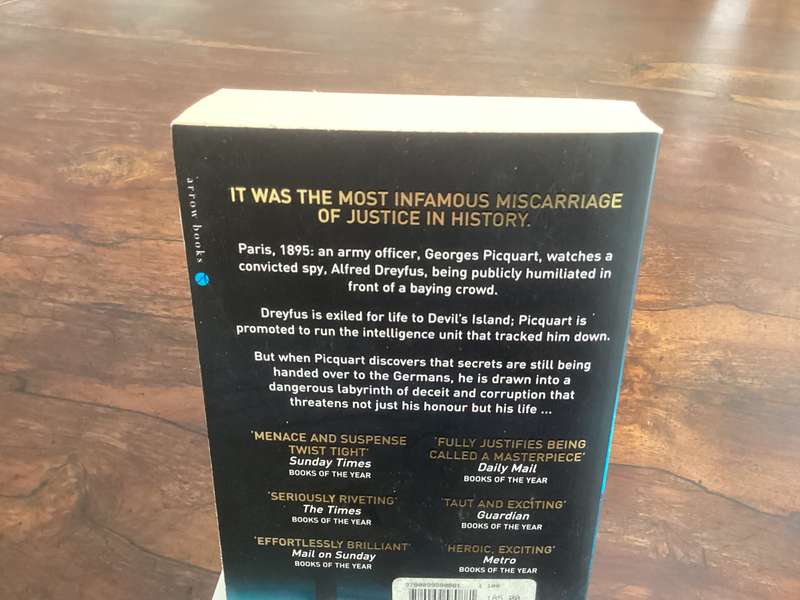 arrow books
IT WAS THE MOST INFAMOUS MISCARRIAGE
OF JUSTICE IN HISTORY.
Paris, 1895: an army officer, Georges Picquart, watches a
convicted spy, Alfred Dreyfus, being publicly humiliated in
front of a baying crowd.
Dreyfus is exiled for life to Devil's Island; Picquart is
promoted to run the intelligence unit that tracked him down.
But when Picquart discovers that secrets are still being
handed over to the Germans, he is drawn into a
dangerous labyrinth of deceit and corruption that
threatens not just his honour but his life ...
'MENACE AND SUSPENSE
TWIST TIGHT'
Sunday Times
BOOKS OF THE YEAR
'FULLY JUSTIFIES BEING
CALLED A MASTERPIECE'
Daily Mail
BOOKS OF THE YEAR
'SERIOUSLY RIVETING'
The Times
BOOKS OF THE YEAR
'TAUT AND EXCITING'
Guardian
BOOKS OF THE YEAR
'EFFORTLESSLY BRILLIANT'
Mail on Sunday
BOOKS OF THE YEAR
'HEROIC, EXCITING'
Metro
BOOKS OF THE YEAR